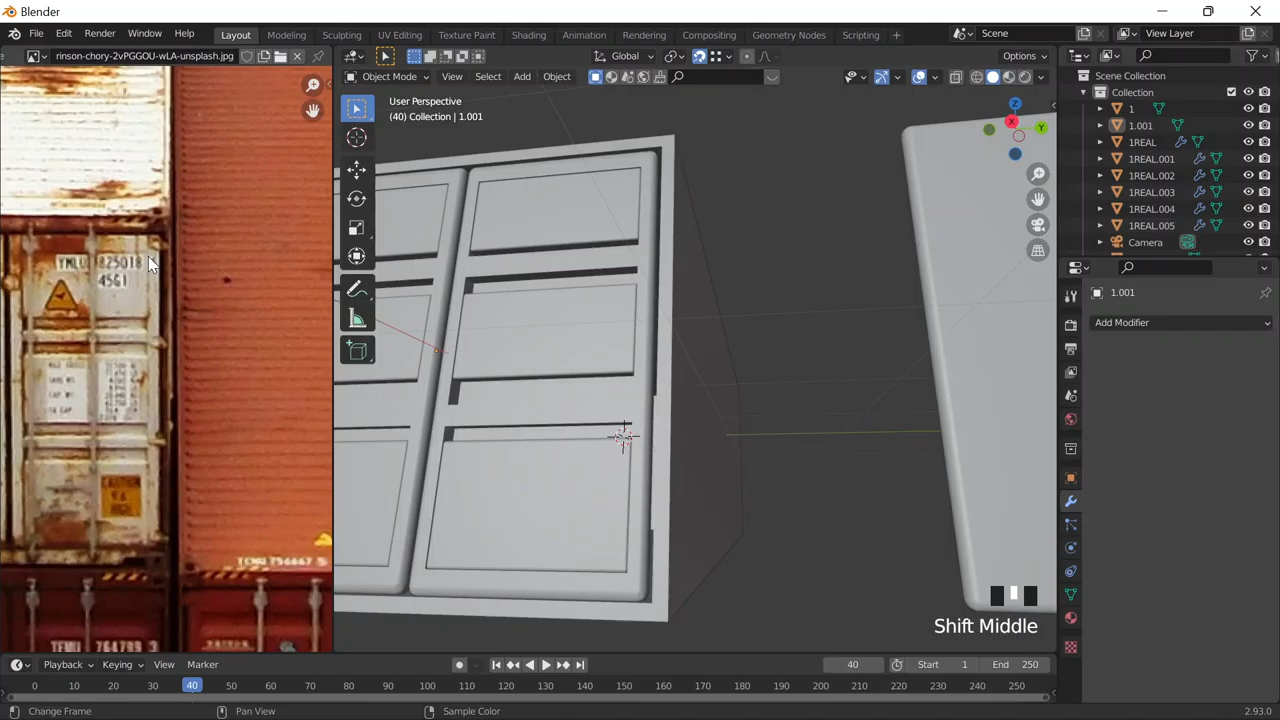 Blender
File Edit Render Window Help Layout Modeling Sculpting UV Editing Texture Paint Shading Animation Rendering Compositing Geometry Nodes Scripting Scene View Layer
rinson-chory-2vPGGOU-wLA-unsplash.jpg Global Options
Object Mode View Select Add Object
User Perspective
(40) Collection | 1.001
Z
X
Y
Scene Collection
Collection
1
1.001
1REAL
1REAL.001
1REAL.002
1REAL.003
1REAL.004
1REAL.005
Camera
1.001
Add Modifier
YMLU 825018
45G1
Shift Middle
Playback Keying View Marker 40 Start 1 End 250
0 10 20 30 40 50 60 70 80 90 100 110 120 130 140 150 160 170 180 190 200 210 220 230 240 250
Change Frame Pan View Sample Color 2.93.0